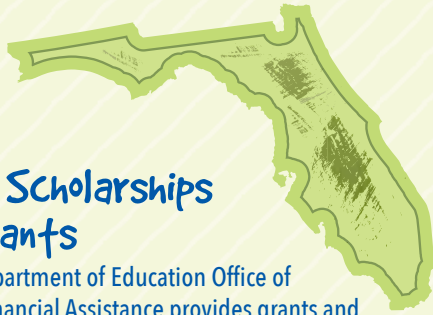 Scholarships
ants
partment of Education Office of
nancial Assistance provides grants and